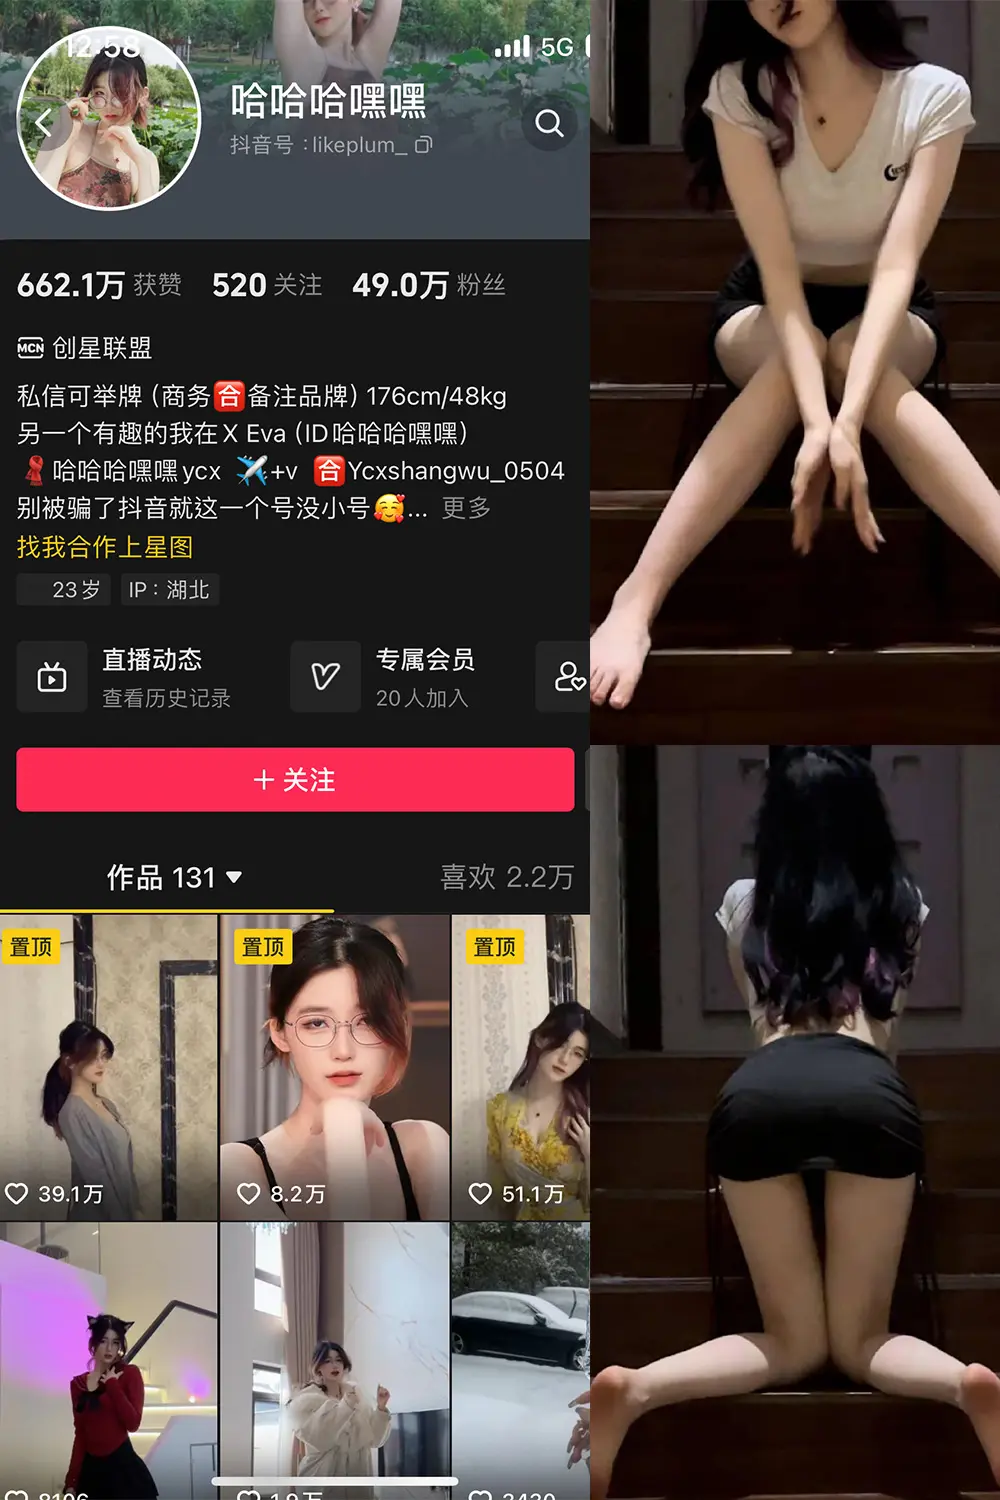 12:58
5G
哈哈哈嘿嘿
抖音号：likeplum_
662.1万 获赞 520 关注 49.0万 粉丝
MCN 创星联盟
私信可举牌（商务🈴备注品牌）176cm/48kg
另一个有趣的我在 X Eva（ID哈哈哈嘿嘿）
🧣哈哈哈嘿嘿ycx ✈️+v 🈴Ycxshangwu_0504
别被骗了抖音就这一个号没小号🥰... 更多
找我合作上星图
23岁 IP：湖北
直播动态
查看历史记录
专属会员
20人加入
＋关注
作品 131 ▼
喜欢 2.2万
置顶 置顶 置顶
39.1万 8.2万 51.1万
8106 1.9万 3430